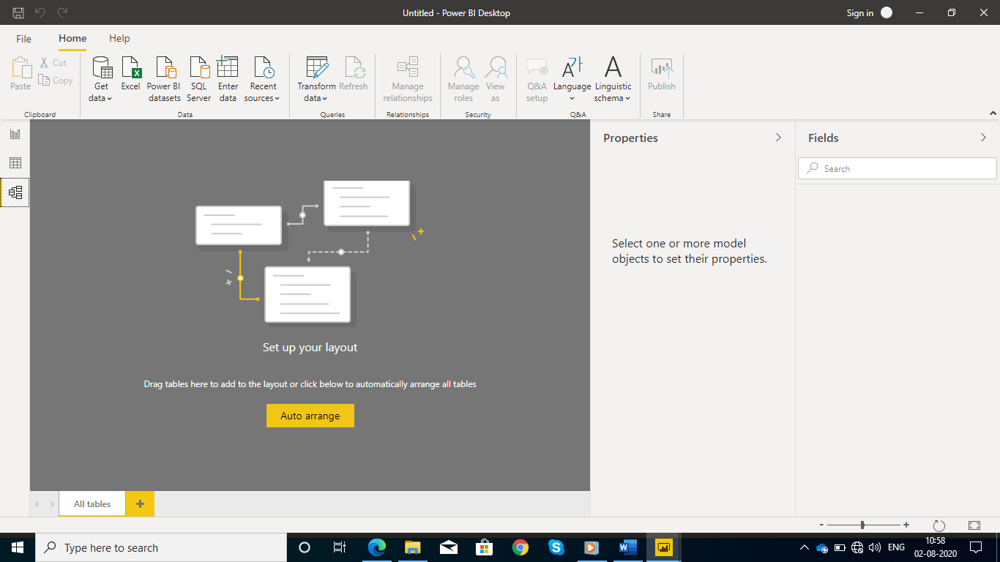 Untitled - Power BI Desktop
Sign in
File
Home
Help
Paste
Cut
Copy
Clipboard
Get
data
Excel
Power BI
datasets
SQL
Server
Enter
data
Recent
sources
Data
Transform
data
Refresh
Queries
Manage
relationships
Relationships
Manage
roles
View
as
Security
Q&A
setup
Language
Linguistic
schema
Q&A
Publish
Share
Properties
Fields
Search
Select one or more model
objects to set their properties.
Set up your layout
Drag tables here to add to the layout or click below to automatically arrange all tables
Auto arrange
All tables
Type here to search
ENG
10:58
02-08-2020